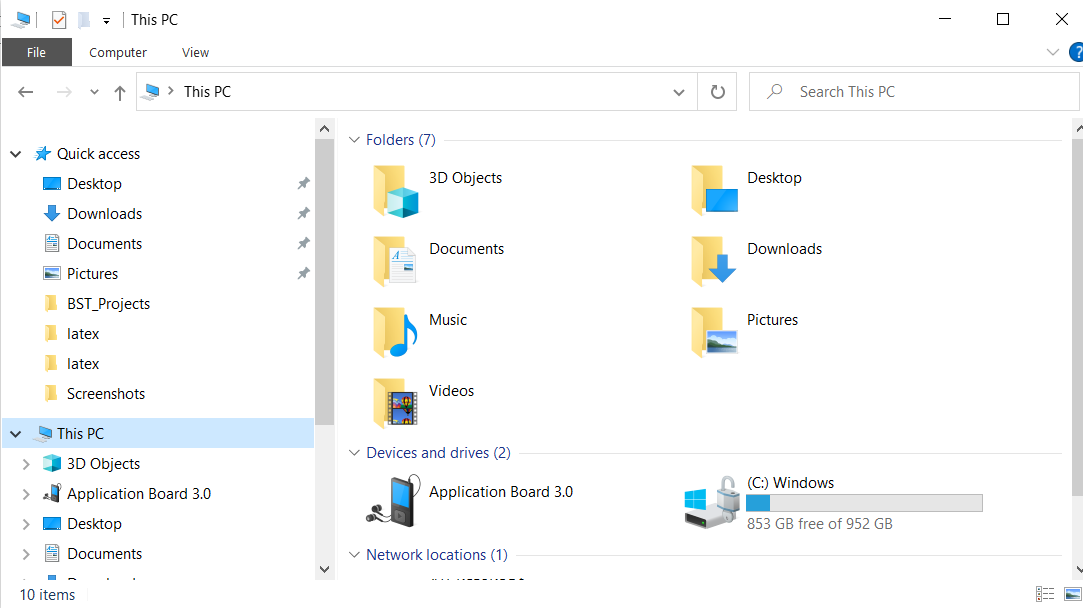 This PC
File Computer View
This PC
Search This PC
Quick access
Desktop
Downloads
Documents
Pictures
BST_Projects
latex
latex
Screenshots
This PC
3D Objects
Application Board 3.0
Desktop
Documents
Folders (7)
3D Objects
Desktop
Documents
Downloads
Music
Pictures
Videos
Devices and drives (2)
Application Board 3.0
(C:) Windows
853 GB free of 952 GB
Network locations (1)
10 items